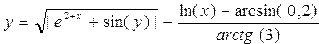 y = √| e^{2+x} + sin( y ) | − (ln(x) − arcsin( 0,2)) / (arctg (3))